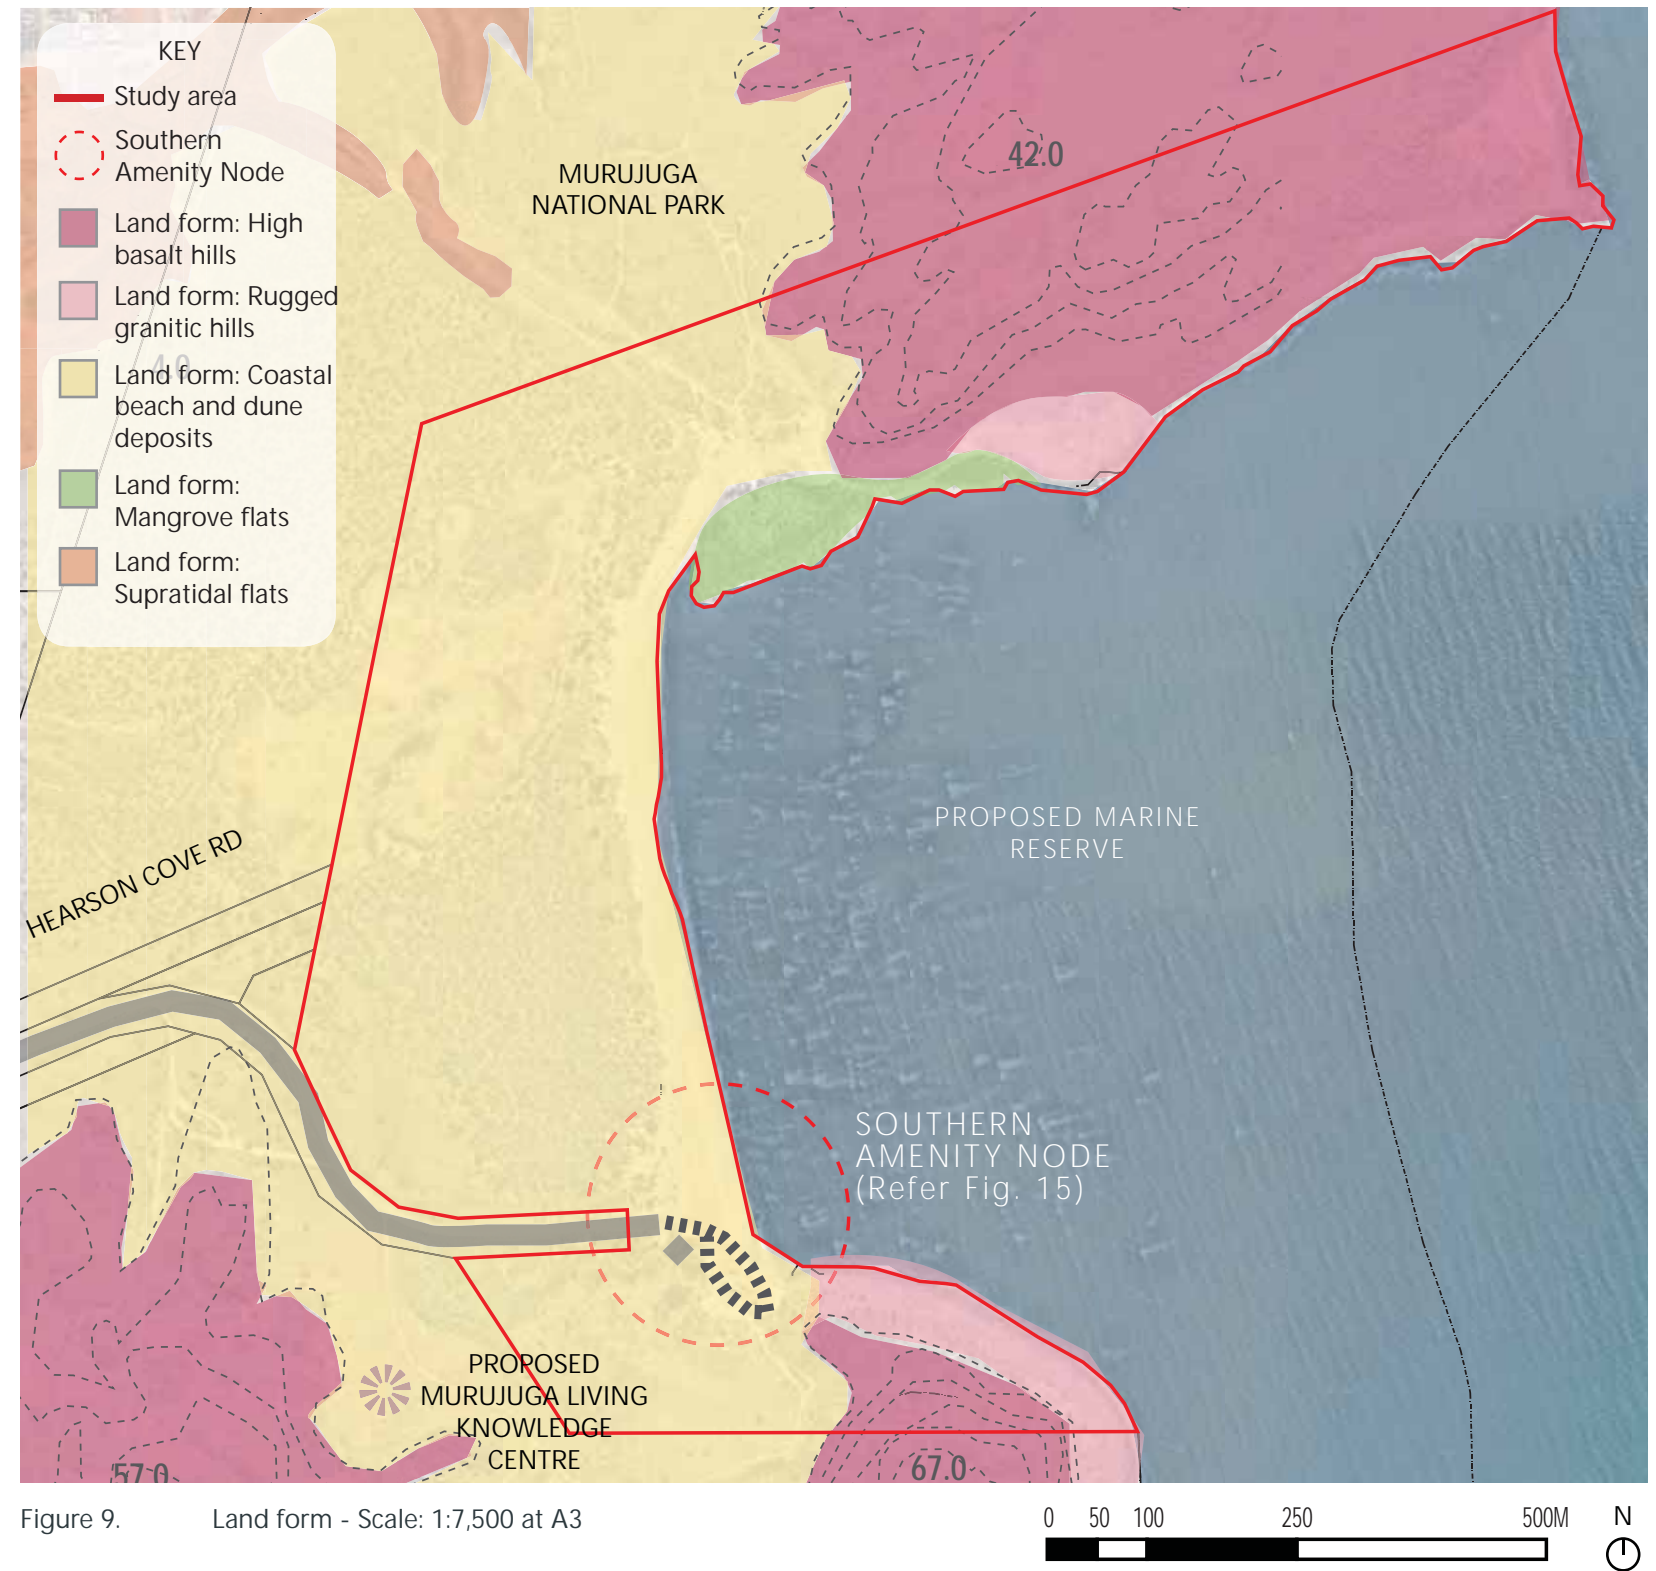 KEY
Study area
Southern
Amenity Node
Land form: High
basalt hills
Land form: Rugged
granitic hills
4.0
Land form: Coastal
beach and dune
deposits
Land form:
Mangrove flats
Land form:
Supratidal flats
MURUJUGA
NATIONAL PARK
42.0
PROPOSED MARINE
RESERVE
HEARSON COVE RD
SOUTHERN
AMENITY NODE
(Refer Fig. 15)
PROPOSED
MURUJUGA LIVING
KNOWLEDGE
CENTRE
57.0
67.0
Figure 9. Land form - Scale: 1:7,500 at A3
0 50 100 250 500M
N